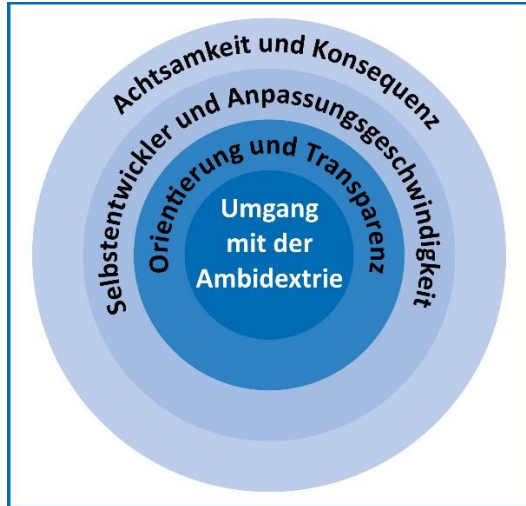 Achtsamkeit und Konsequenz
Selbstentwickler und Anpassungsgeschwindigkeit
Orientierung und Transparenz
Umgang
mit der
Ambidextrie